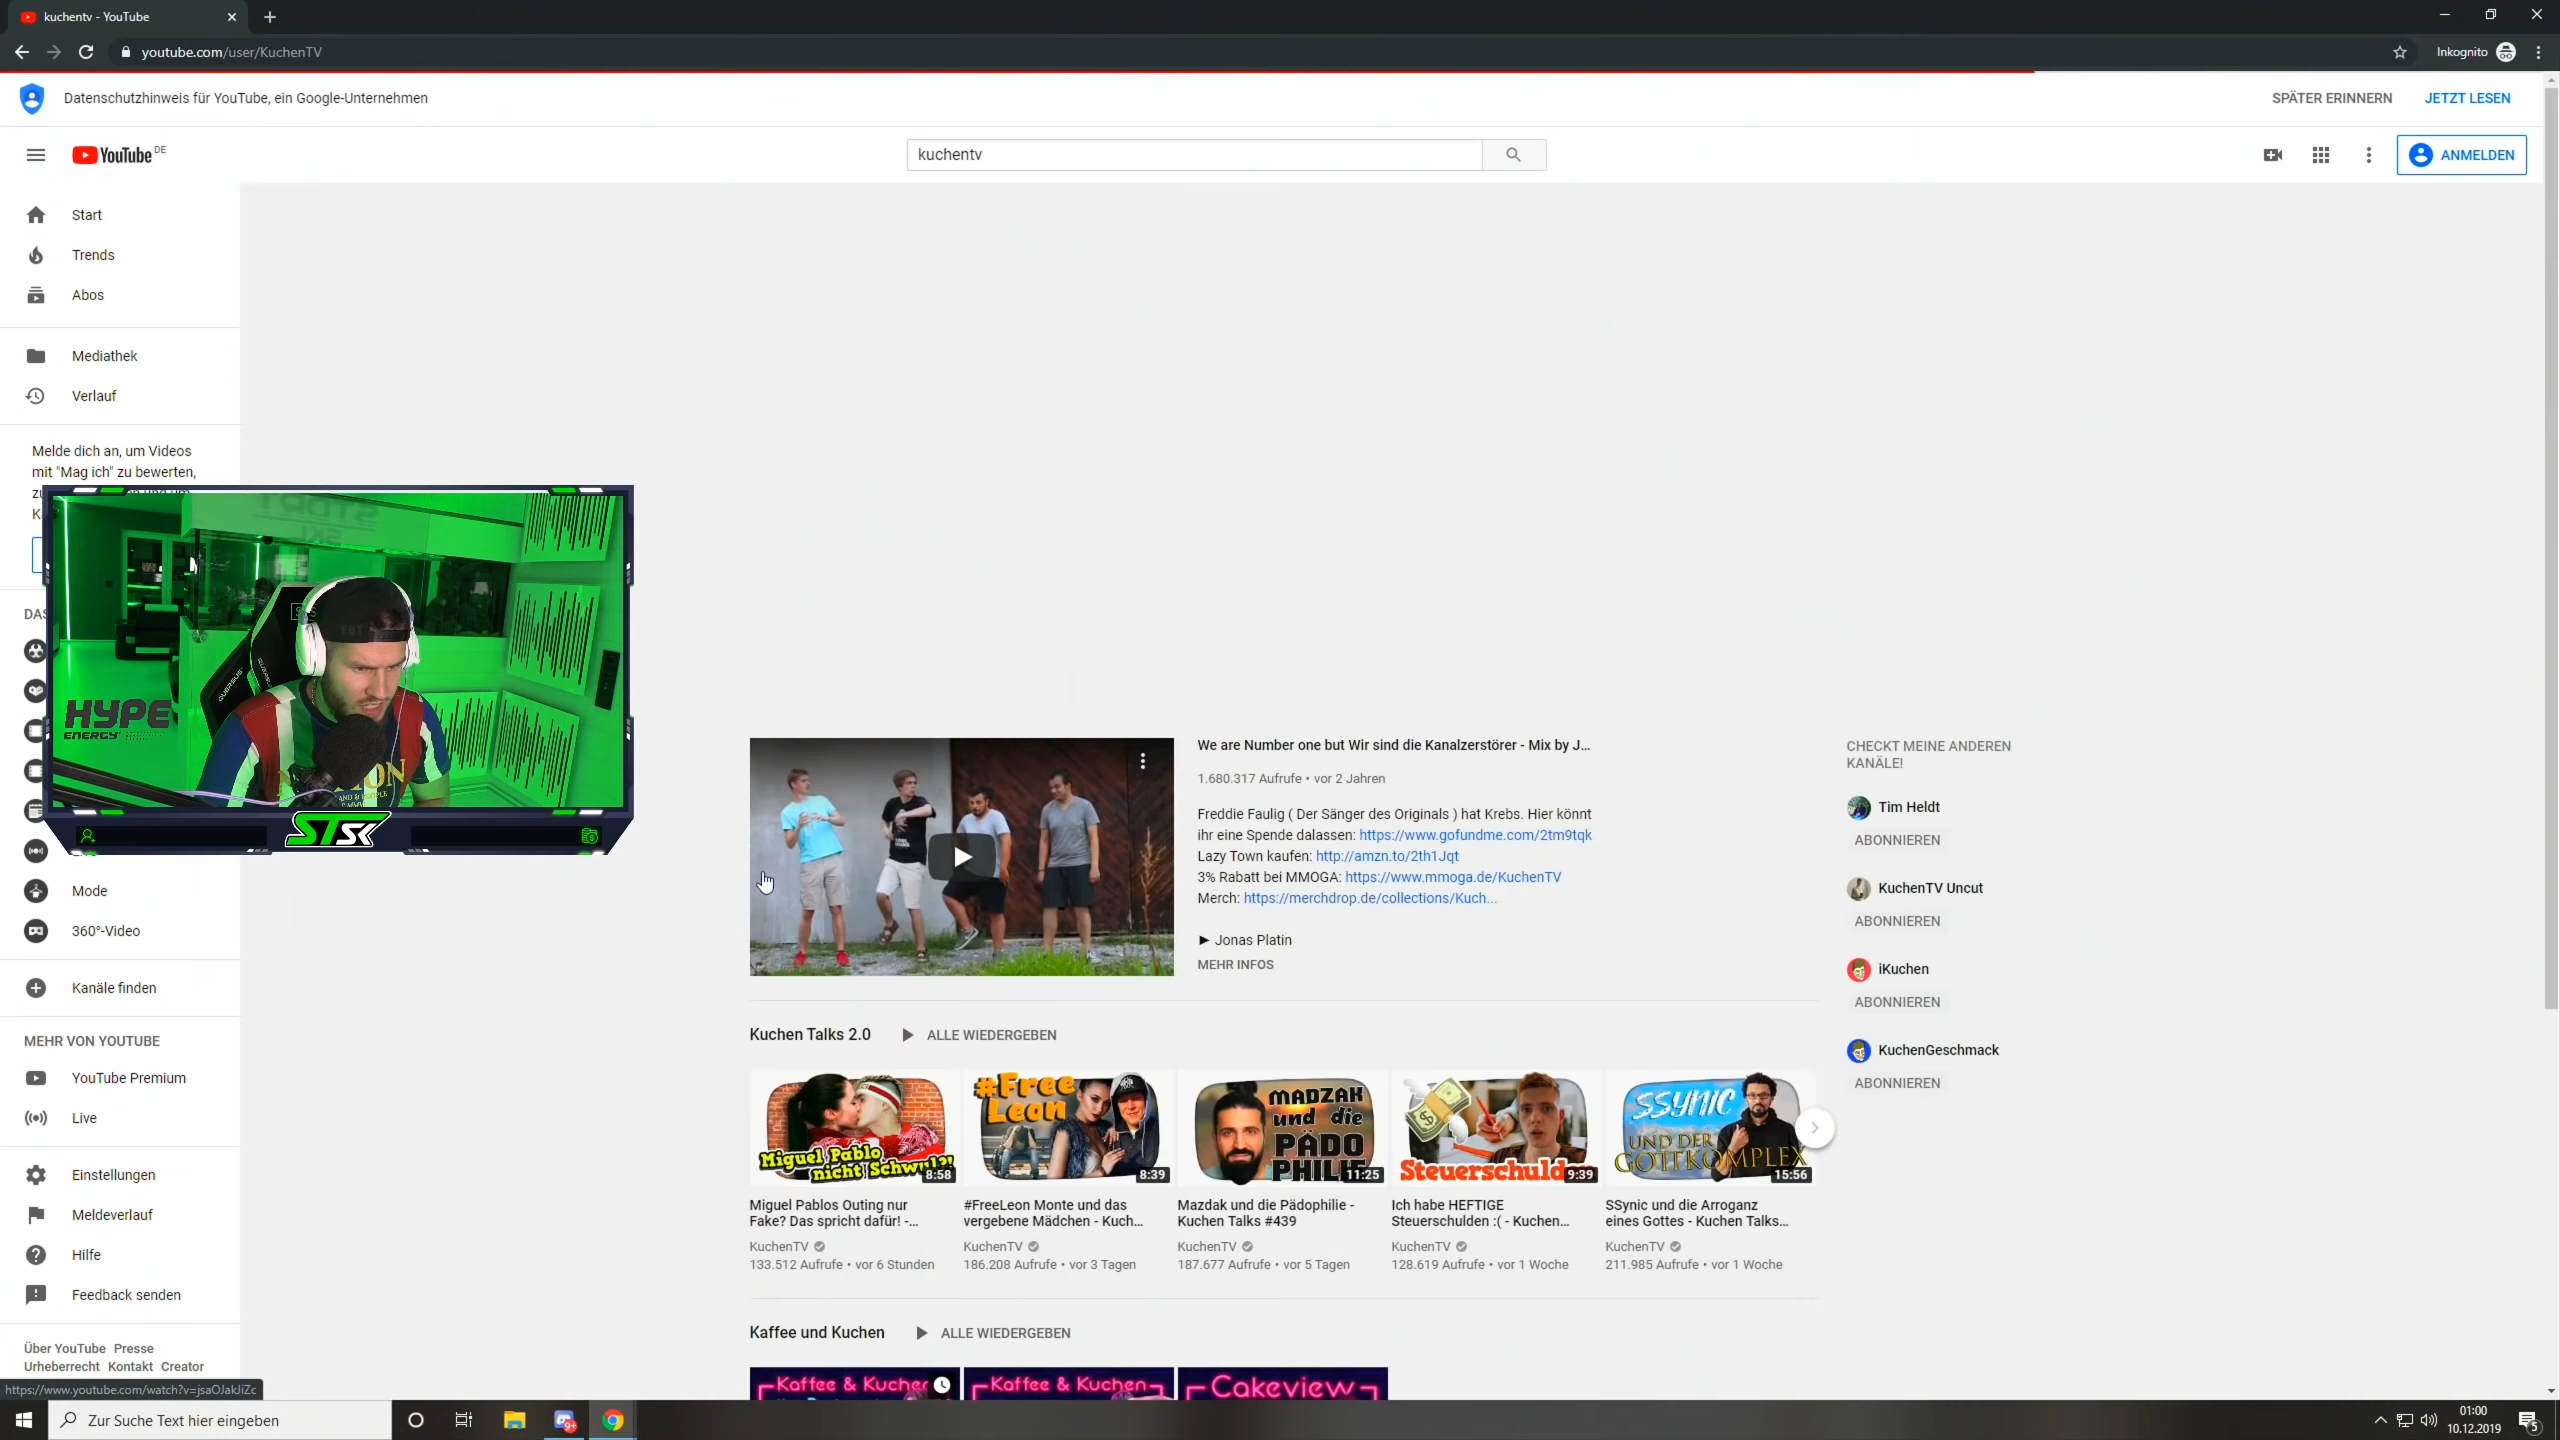 kuchentv - YouTube
youtube.com/user/KuchenTV
Inkognito
Datenschutzhinweis für YouTube, ein Google-Unternehmen
SPÄTER ERINNERN
JETZT LESEN
YouTube DE
kuchentv
ANMELDEN
Start
Trends
Abos
Mediathek
Verlauf
Melde dich an, um Videos
mit "Mag ich" zu bewerten,
HYPE
ENERGY
STSK
Mode
360°-Video
Kanäle finden
MEHR VON YOUTUBE
YouTube Premium
Live
Einstellungen
Meldeverlauf
Hilfe
Feedback senden
Über YouTube Presse
Urheberrecht Kontakt Creator
https://www.youtube.com/watch?v=jsaOJakJiZc
We are Number one but Wir sind die Kanalzerstörer - Mix by J...
1.680.317 Aufrufe • vor 2 Jahren
Freddie Faulig ( Der Sänger des Originals ) hat Krebs. Hier könnt
ihr eine Spende dalassen: https://www.gofundme.com/2tm9tqk
Lazy Town kaufen: http://amzn.to/2th1Jqt
3% Rabatt bei MMOGA: https://www.mmoga.de/KuchenTV
Merch: https://merchdrop.de/collections/Kuch...
► Jonas Platin
MEHR INFOS
CHECKT MEINE ANDEREN
KANÄLE!
Tim Heldt
ABONNIEREN
KuchenTV Uncut
ABONNIEREN
iKuchen
ABONNIEREN
KuchenGeschmack
ABONNIEREN
Kuchen Talks 2.0
ALLE WIEDERGEBEN
Miguel Pablo
nicht Schwul?!
8:58
Miguel Pablos Outing nur
Fake? Das spricht dafür! -...
KuchenTV
133.512 Aufrufe • vor 6 Stunden
#Free
Leon
8:39
#FreeLeon Monte und das
vergebene Mädchen - Kuch...
KuchenTV
186.208 Aufrufe • vor 3 Tagen
MADZAK
und die
PÄDO
PHILIE
11:25
Mazdak und die Pädophilie -
Kuchen Talks #439
KuchenTV
187.677 Aufrufe • vor 5 Tagen
Steuerschulden
9:39
Ich habe HEFTIGE
Steuerschulden :( - Kuchen...
KuchenTV
128.619 Aufrufe • vor 1 Woche
SSYNIC
UND DER
GOTTKOMPLEX
15:56
SSynic und die Arroganz
eines Gottes - Kuchen Talks...
KuchenTV
211.985 Aufrufe • vor 1 Woche
Kaffee und Kuchen
ALLE WIEDERGEBEN
Kaffee & Kuchen
Kaffee & Kuchen
Cakeview
Zur Suche Text hier eingeben
9+
01:00
10.12.2019
5